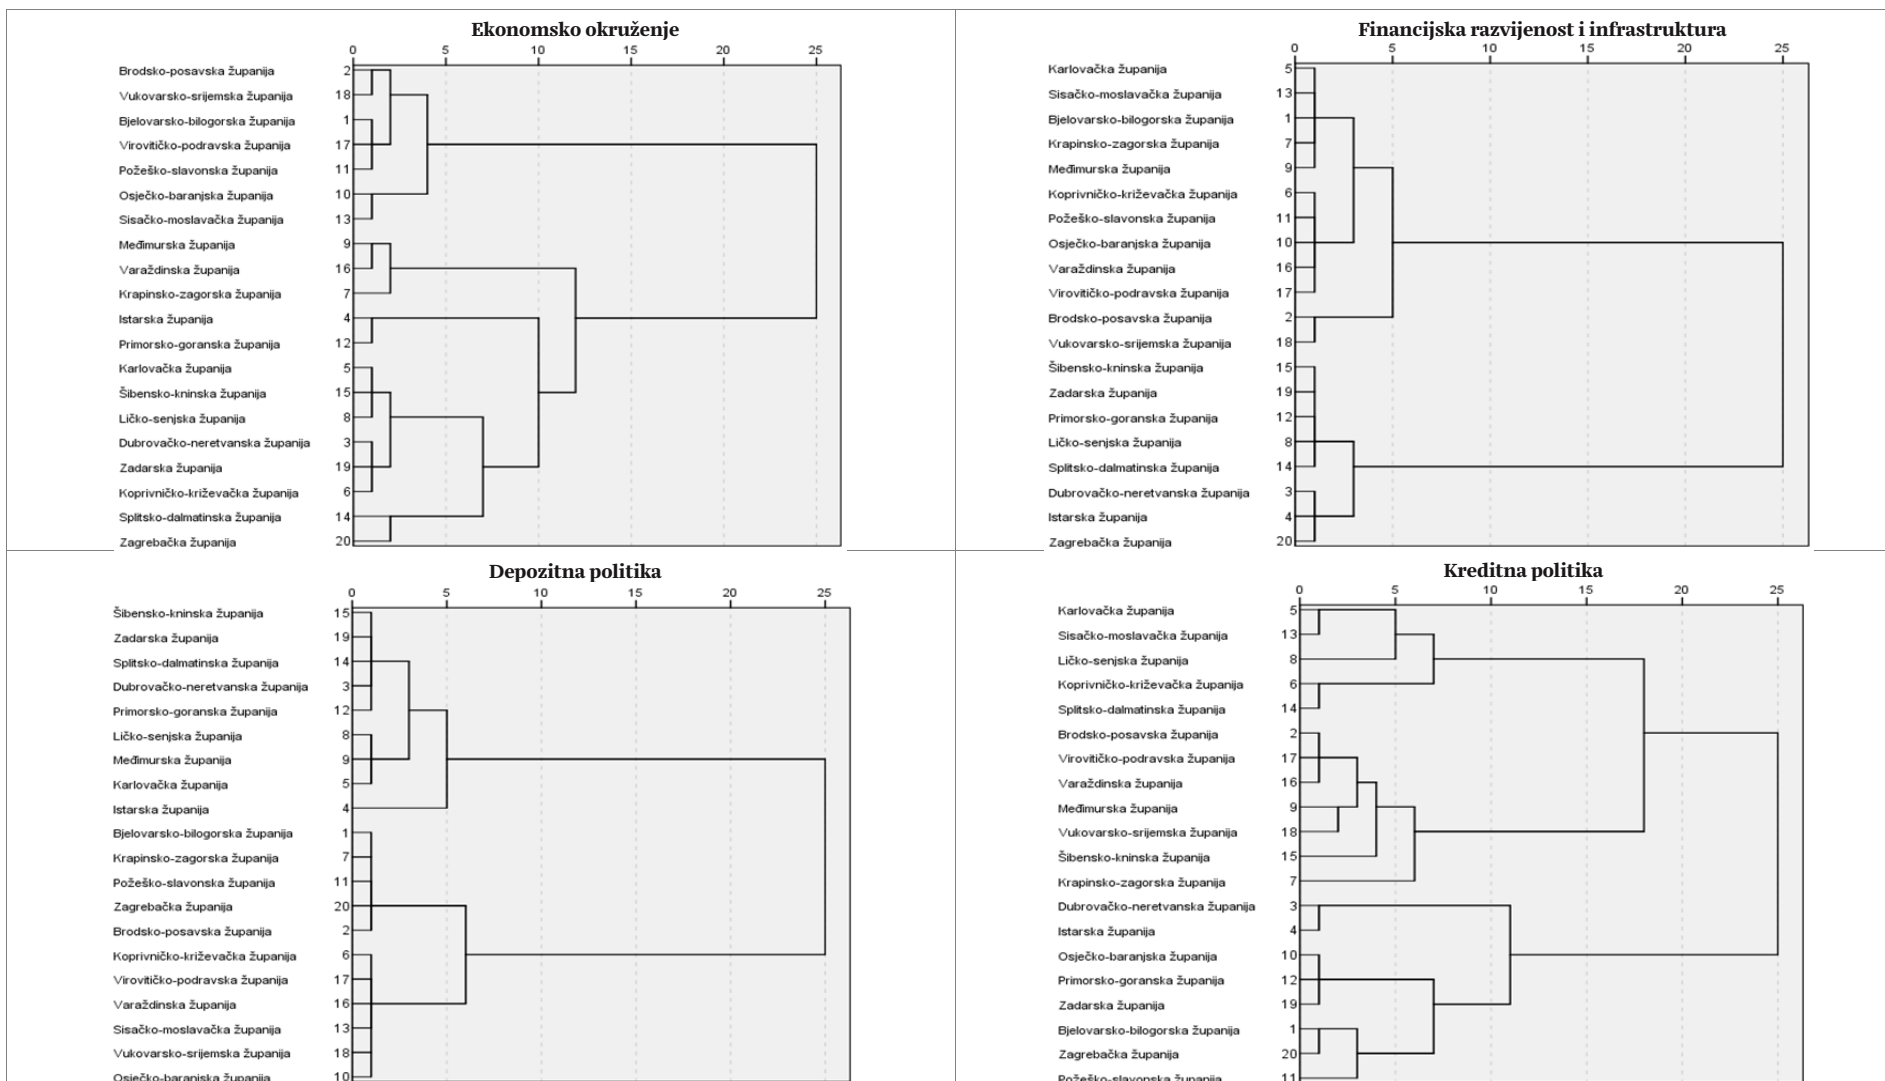 Ekonomsko okruženje
0 5 10 15 20 25
Brodsko-posavska županija 2
Vukovarsko-srijemska županija 18
Bjelovarsko-bilogorska županija 1
Virovitičko-podravska županija 17
Požeško-slavonska županija 11
Osječko-baranjska županija 10
Sisačko-moslavačka županija 13
Međimurska županija 9
Varaždinska županija 16
Krapinsko-zagorska županija 7
Istarska županija 4
Primorsko-goranska županija 12
Karlovačka županija 5
Šibensko-kninska županija 15
Ličko-senjska županija 8
Dubrovačko-neretvanska županija 3
Zadarska županija 19
Koprivničko-križevačka županija 6
Splitsko-dalmatinska županija 14
Zagrebačka županija 20
Financijska razvijenost i infrastruktura
0 5 10 15 20 25
Karlovačka županija 5
Sisačko-moslavačka županija 13
Bjelovarsko-bilogorska županija 1
Krapinsko-zagorska županija 7
Međimurska županija 9
Koprivničko-križevačka županija 6
Požeško-slavonska županija 11
Osječko-baranjska županija 10
Varaždinska županija 16
Virovitičko-podravska županija 17
Brodsko-posavska županija 2
Vukovarsko-srijemska županija 18
Šibensko-kninska županija 15
Zadarska županija 19
Primorsko-goranska županija 12
Ličko-senjska županija 8
Splitsko-dalmatinska županija 14
Dubrovačko-neretvanska županija 3
Istarska županija 4
Zagrebačka županija 20
Depozitna politika
0 5 10 15 20 25
Šibensko-kninska županija 15
Zadarska županija 19
Splitsko-dalmatinska županija 14
Dubrovačko-neretvanska županija 3
Primorsko-goranska županija 12
Ličko-senjska županija 8
Međimurska županija 9
Karlovačka županija 5
Istarska županija 4
Bjelovarsko-bilogorska županija 1
Krapinsko-zagorska županija 7
Požeško-slavonska županija 11
Zagrebačka županija 20
Brodsko-posavska županija 2
Koprivničko-križevačka županija 6
Virovitičko-podravska županija 17
Varaždinska županija 16
Sisačko-moslavačka županija 13
Vukovarsko-srijemska županija 18
Osječko-baranjska županija 10
Kreditna politika
0 5 10 15 20 25
Karlovačka županija 5
Sisačko-moslavačka županija 13
Ličko-senjska županija 8
Koprivničko-križevačka županija 6
Splitsko-dalmatinska županija 14
Brodsko-posavska županija 2
Virovitičko-podravska županija 17
Varaždinska županija 16
Međimurska županija 9
Vukovarsko-srijemska županija 18
Šibensko-kninska županija 15
Krapinsko-zagorska županija 7
Dubrovačko-neretvanska županija 3
Istarska županija 4
Osječko-baranjska županija 10
Primorsko-goranska županija 12
Zadarska županija 19
Bjelovarsko-bilogorska županija 1
Zagrebačka županija 20
Požeško-slavonska županija 11